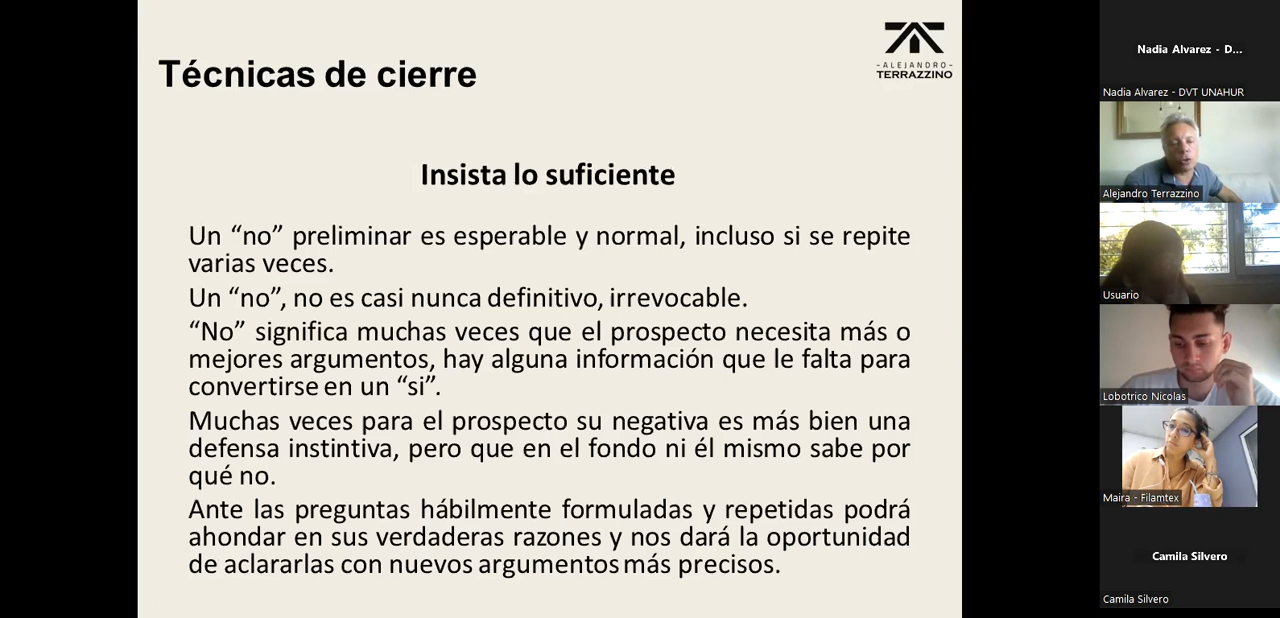 Técnicas de cierre
-ALEJANDRO-
TERRAZZINO
Insista lo suficiente
Un “no” preliminar es esperable y normal, incluso si se repite
varias veces.
Un “no”, no es casi nunca definitivo, irrevocable.
“No” significa muchas veces que el prospecto necesita más o
mejores argumentos, hay alguna información que le falta para
convertirse en un “si”.
Muchas veces para el prospecto su negativa es más bien una
defensa instintiva, pero que en el fondo ni él mismo sabe por
qué no.
Ante las preguntas hábilmente formuladas y repetidas podrá
ahondar en sus verdaderas razones y nos dará la oportunidad
de aclararlas con nuevos argumentos más precisos.
Nadia Alvarez - D...
Nadia Alvarez - DVT UNAHUR
Alejandro Terrazzino
Usuario
Lobotrico Nicolas
Maira - Filamtex
Camila Silvero
Camila Silvero